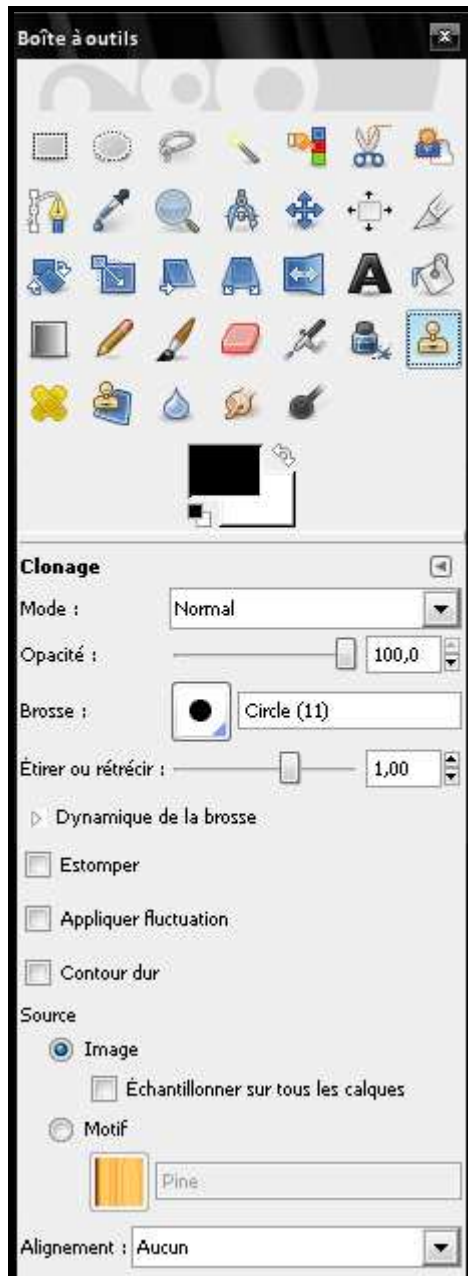 Boîte à outils
Clonage
Mode : Normal
Opacité : 100,0
Brosse : Circle (11)
Étirer ou rétrécir : 1,00
Dynamique de la brosse
Estomper
Appliquer fluctuation
Contour dur
Source
Image
Échantillonner sur tous les calques
Motif
Pine
Alignement : Aucun